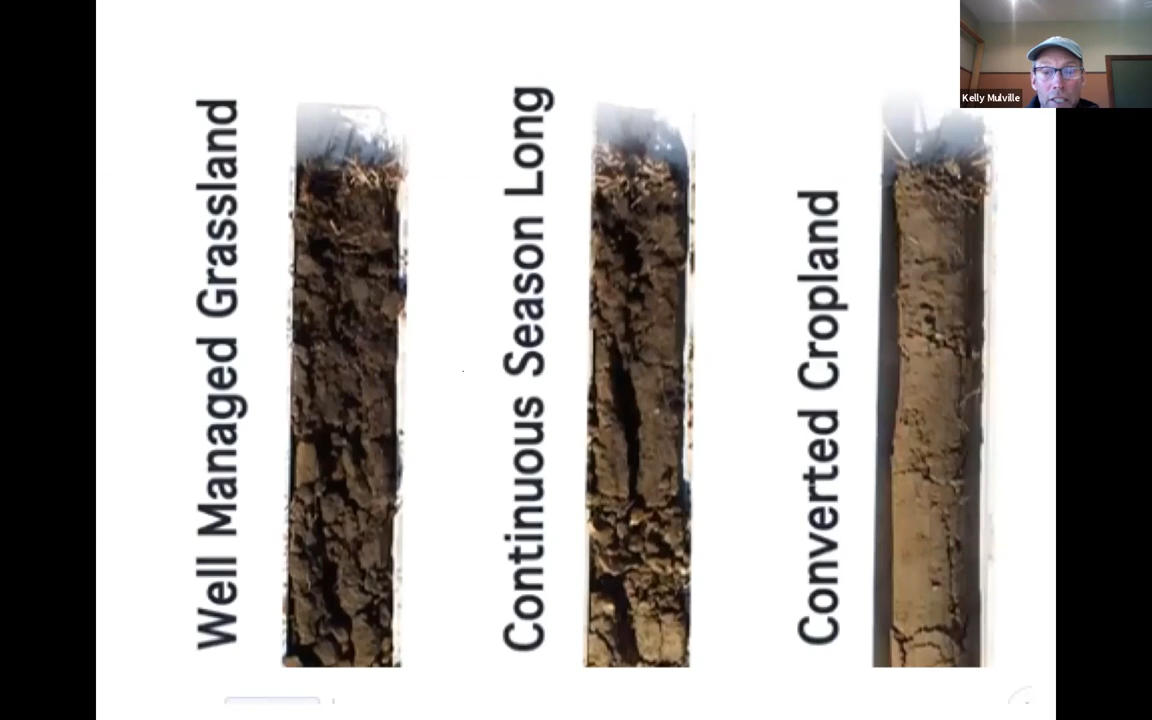 Well Managed Grassland
Continuous Season Long
Converted Cropland
Kelly Mulville